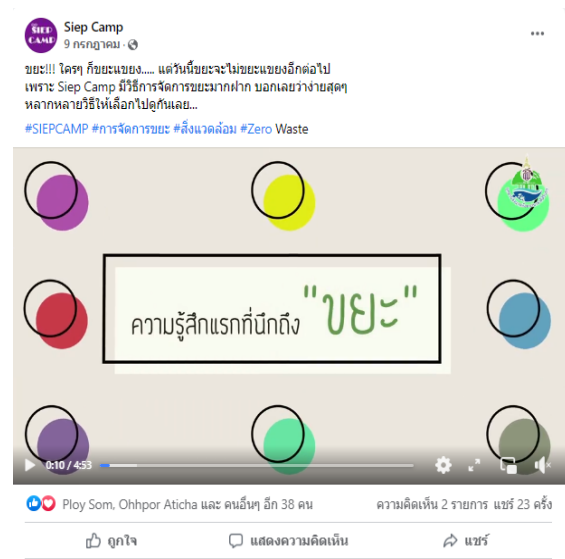 SIEP
CAMP
Siep Camp
9 กรกฎาคม ·
ขยะ!!! ใครๆ ก็ขยะแขยง..... แต่วันนี้ขยะจะไม่ขยะแขยงอีกต่อไป
เพราะ Siep Camp มีวิธีการจัดการขยะมากฝาก บอกเลยว่าง่ายสุดๆ
หลากหลายวิธีให้เลือกไปดูกันเลย...
#SIEPCAMP #การจัดการขยะ #สิ่งแวดล้อม #Zero Waste
ความรู้สึกแรกที่นึกถึง "ขยะ"
0:10 / 4:53
Ploy Som, Ohhpor Aticha และ คนอื่นๆ อีก 38 คน ความคิดเห็น 2 รายการ แชร์ 23 ครั้ง
ถูกใจ แสดงความคิดเห็น แชร์